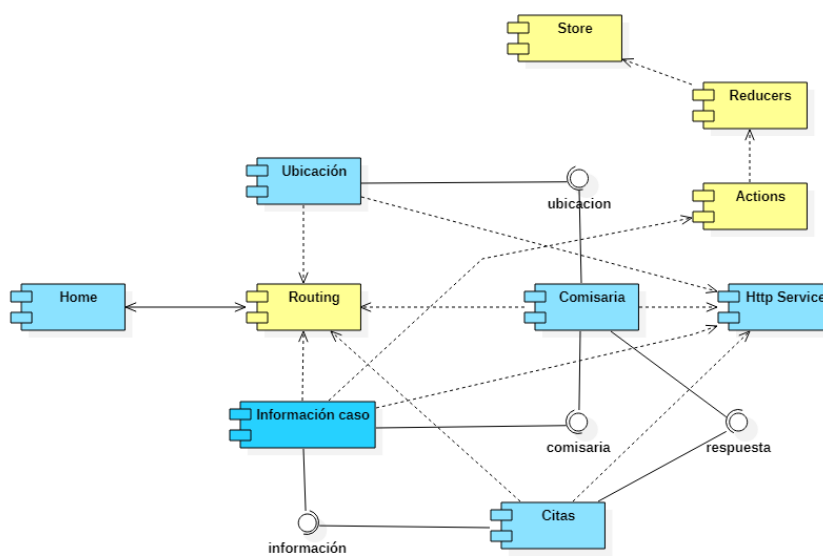 Store
Reducers
Ubicación
Actions
ubicacion
Home
Routing
Comisaria
Http Service
Información caso
comisaria
respuesta
Citas
información